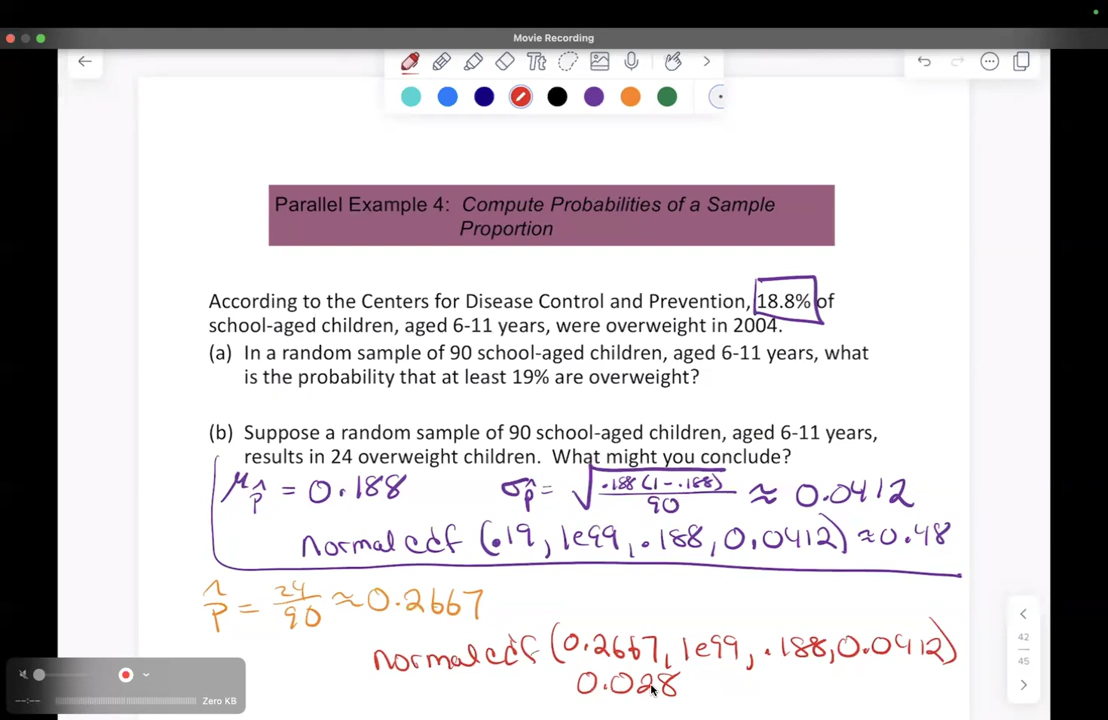 Movie Recording
Tt
Parallel Example 4: Compute Probabilities of a Sample
Proportion
According to the Centers for Disease Control and Prevention, 18.8% of
school-aged children, aged 6-11 years, were overweight in 2004.
(a) In a random sample of 90 school-aged children, aged 6-11 years, what
is the probability that at least 19% are overweight?
(b) Suppose a random sample of 90 school-aged children, aged 6-11 years,
results in 24 overweight children. What might you conclude?
μp̂ = 0.188 σp̂ = √(.188(1-.188)/90) ≈ 0.0412
normalcdf (.19, 1e99, .188, 0.0412) ≈ 0.48
p̂ = 24/90 ≈ 0.2667
normalcdf (0.2667, 1e99, .188, 0.0412)
0.028
42
45
--:--
Zero KB